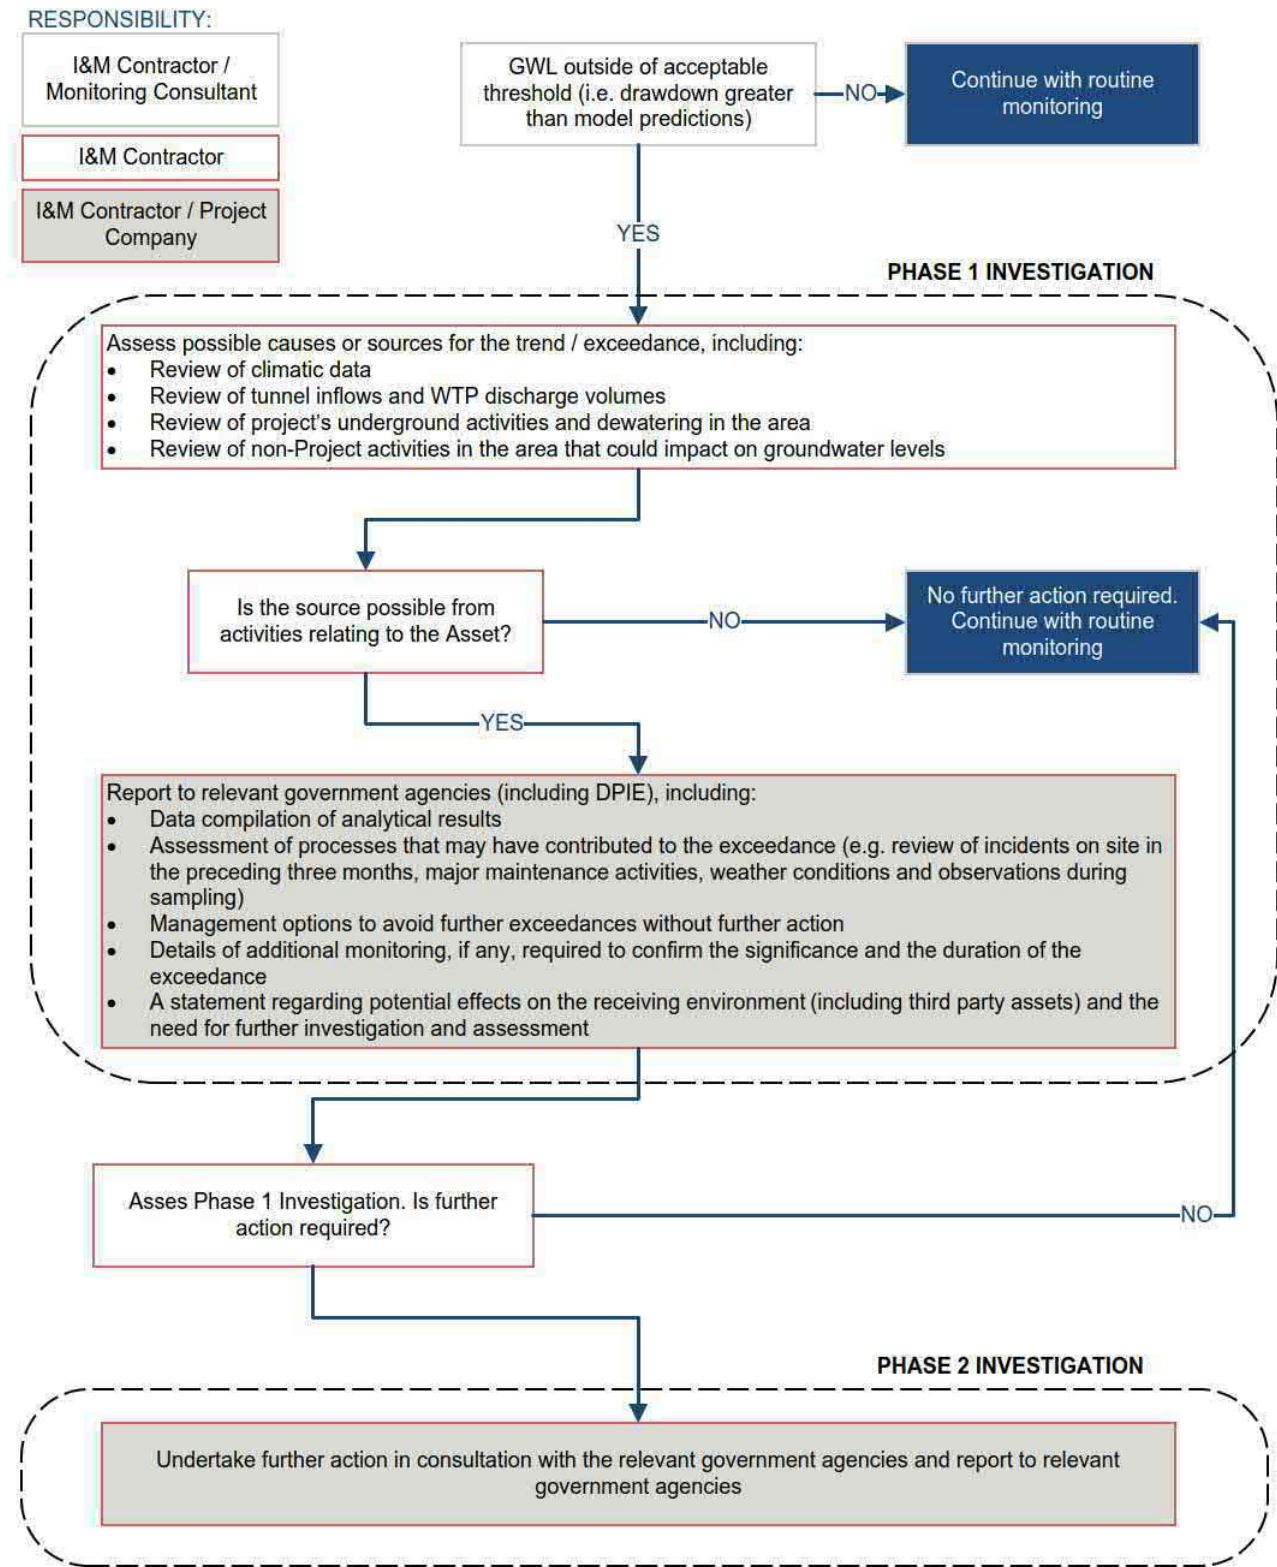 RESPONSIBILITY:
I&M Contractor /
Monitoring Consultant
I&M Contractor
I&M Contractor / Project
Company
GWL outside of acceptable
threshold (i.e. drawdown greater
than model predictions)
NO
Continue with routine
monitoring
YES
PHASE 1 INVESTIGATION
Assess possible causes or sources for the trend / exceedance, including:
• Review of climatic data
• Review of tunnel inflows and WTP discharge volumes
• Review of project's underground activities and dewatering in the area
• Review of non-Project activities in the area that could impact on groundwater levels
Is the source possible from
activities relating to the Asset?
NO
No further action required.
Continue with routine
monitoring
YES
Report to relevant government agencies (including DPIE), including:
• Data compilation of analytical results
• Assessment of processes that may have contributed to the exceedance (e.g. review of incidents on site in
the preceding three months, major maintenance activities, weather conditions and observations during
sampling)
• Management options to avoid further exceedances without further action
• Details of additional monitoring, if any, required to confirm the significance and the duration of the
exceedance
• A statement regarding potential effects on the receiving environment (including third party assets) and the
need for further investigation and assessment
Asses Phase 1 Investigation. Is further
action required?
NO
PHASE 2 INVESTIGATION
Undertake further action in consultation with the relevant government agencies and report to relevant
government agencies